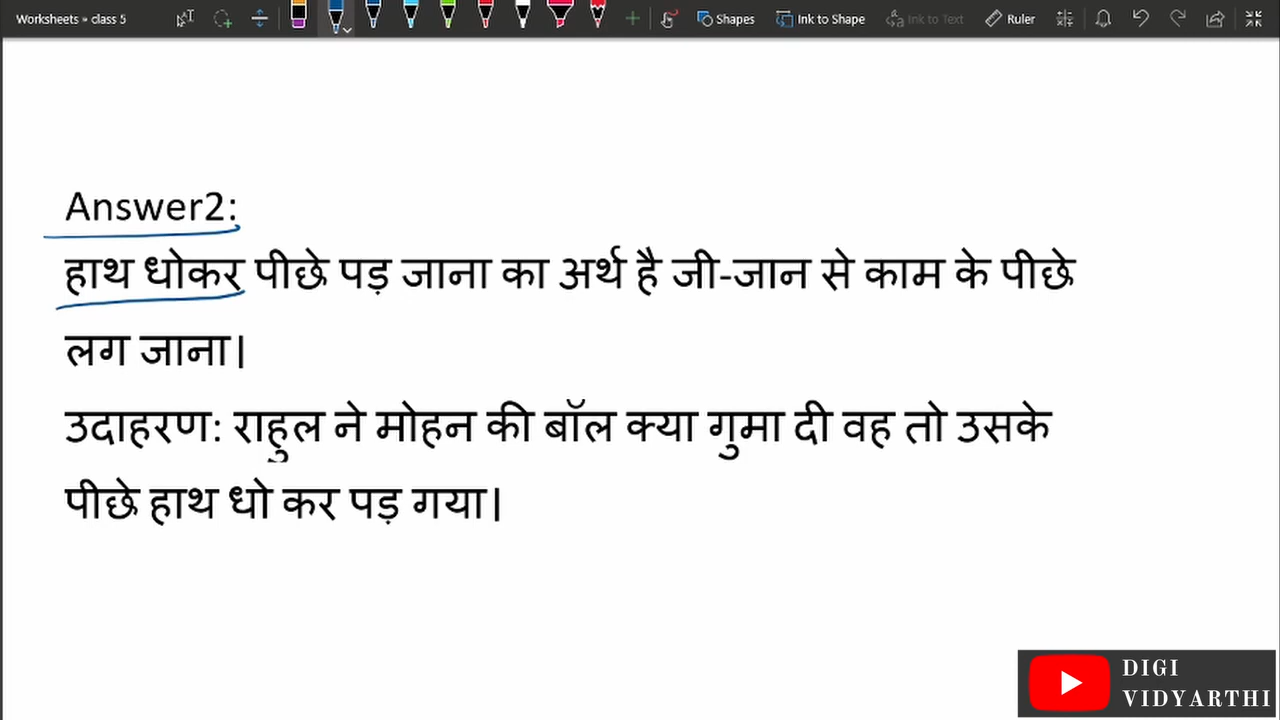 Worksheets - class 5
Shapes
Ink to Shape
Ink to Text
Ruler
Answer2:
हाथ धोकर पीछे पड़ जाना का अर्थ है जी-जान से काम के पीछे
लग जाना।
उदाहरण: राहुल ने मोहन की बॉल क्या गुमा दी वह तो उसके
पीछे हाथ धो कर पड़ गया।
DIGI
VIDYARTHI